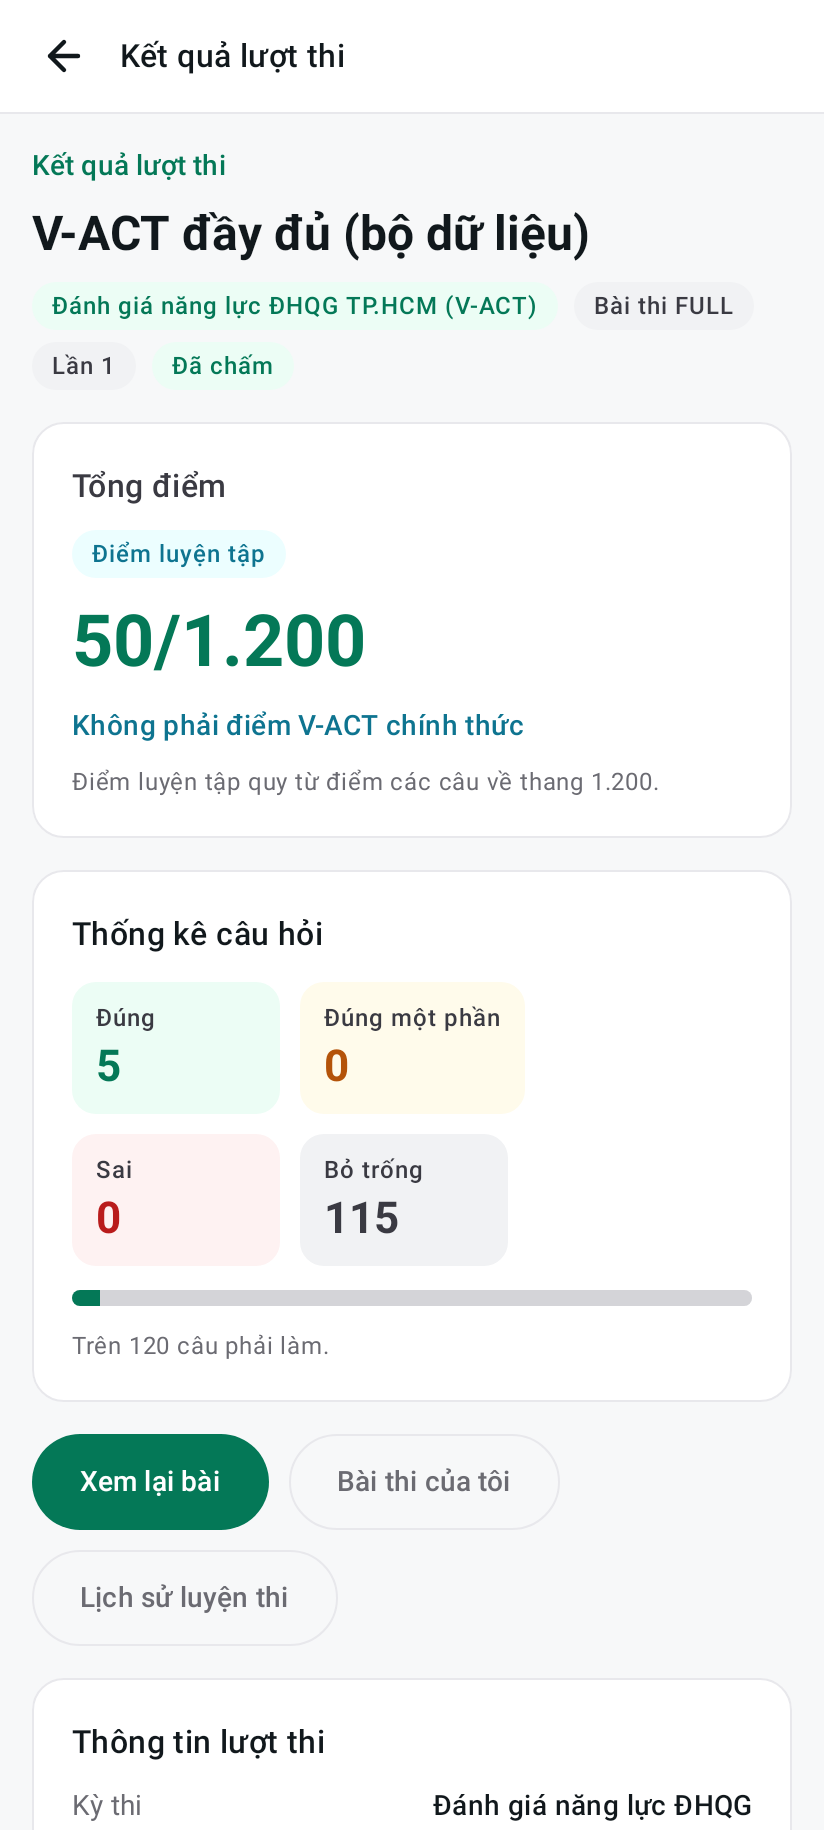 Kết quả lượt thi
Kết quả lượt thi
V-ACT đầy đủ (bộ dữ liệu)
Đánh giá năng lực ĐHQG TP.HCM (V-ACT)
Bài thi FULL
Lần 1
Đã chấm
Tổng điểm
Điểm luyện tập
50/1.200
Không phải điểm V-ACT chính thức
Điểm luyện tập quy từ điểm các câu về thang 1.200.
Thống kê câu hỏi
Đúng
5
Đúng một phần
0
Sai
0
Bỏ trống
115
Trên 120 câu phải làm.
Xem lại bài
Bài thi của tôi
Lịch sử luyện thi
Thông tin lượt thi
Kỳ thi
Đánh giá năng lực ĐHQG